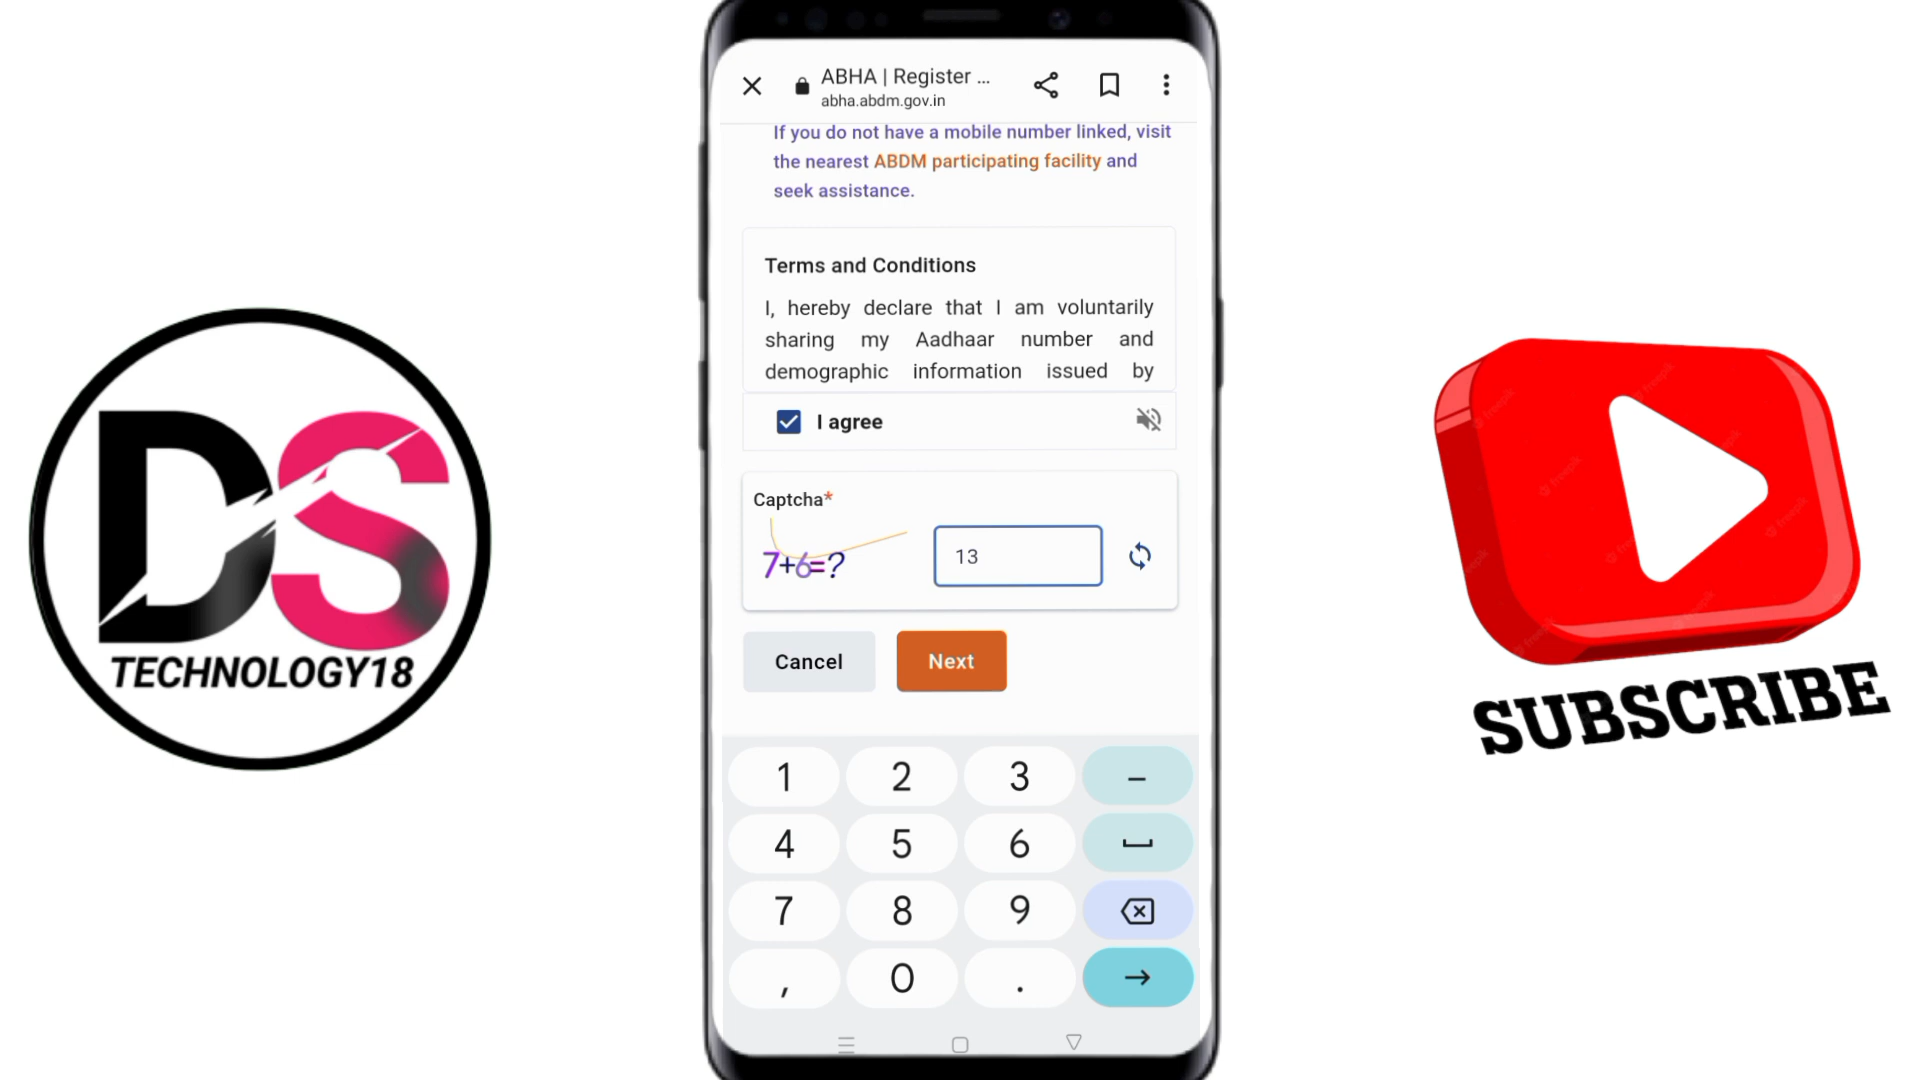 ABHA | Register ...
abha.abdm.gov.in
If you do not have a mobile number linked, visit
the nearest ABDM participating facility and
seek assistance.
Terms and Conditions
I, hereby declare that I am voluntarily
sharing my Aadhaar number and
demographic information issued by
I agree
Captcha*
7+6=?
13
Cancel
Next
1 2 3 –
4 5 6
7 8 9
, 0 .
DS
TECHNOLOGY18
SUBSCRIBE